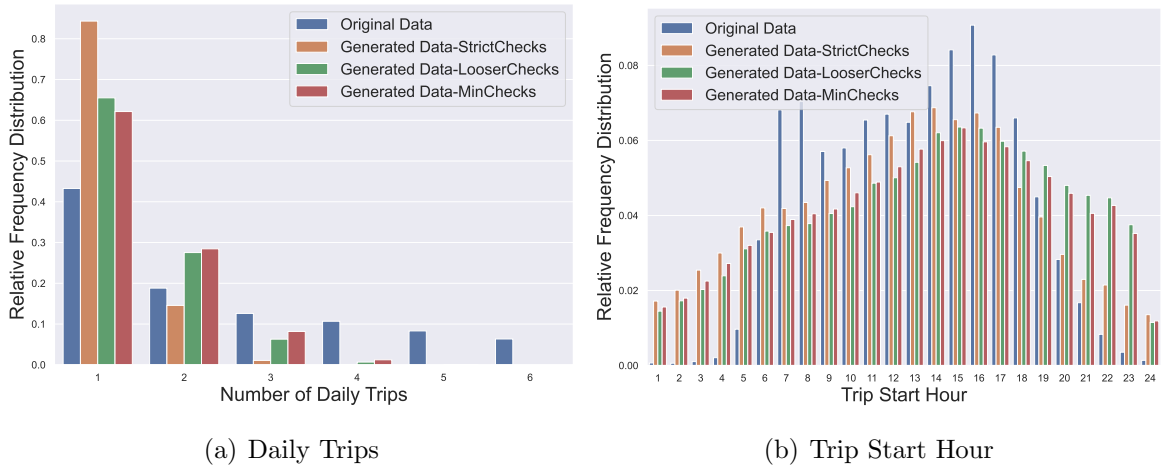 Relative Frequency Distribution
0.8
0.7
0.6
0.5
0.4
0.3
0.2
0.1
0.0
Original Data
Generated Data-StrictChecks
Generated Data-LooserChecks
Generated Data-MinChecks
1 2 3 4 5 6
Number of Daily Trips
(a) Daily Trips
Relative Frequency Distribution
0.08
0.06
0.04
0.02
0.00
Original Data
Generated Data-StrictChecks
Generated Data-LooserChecks
Generated Data-MinChecks
1 2 3 4 5 6 7 8 9 10 11 12 13 14 15 16 17 18 19 20 21 22 23 24
Trip Start Hour
(b) Trip Start Hour